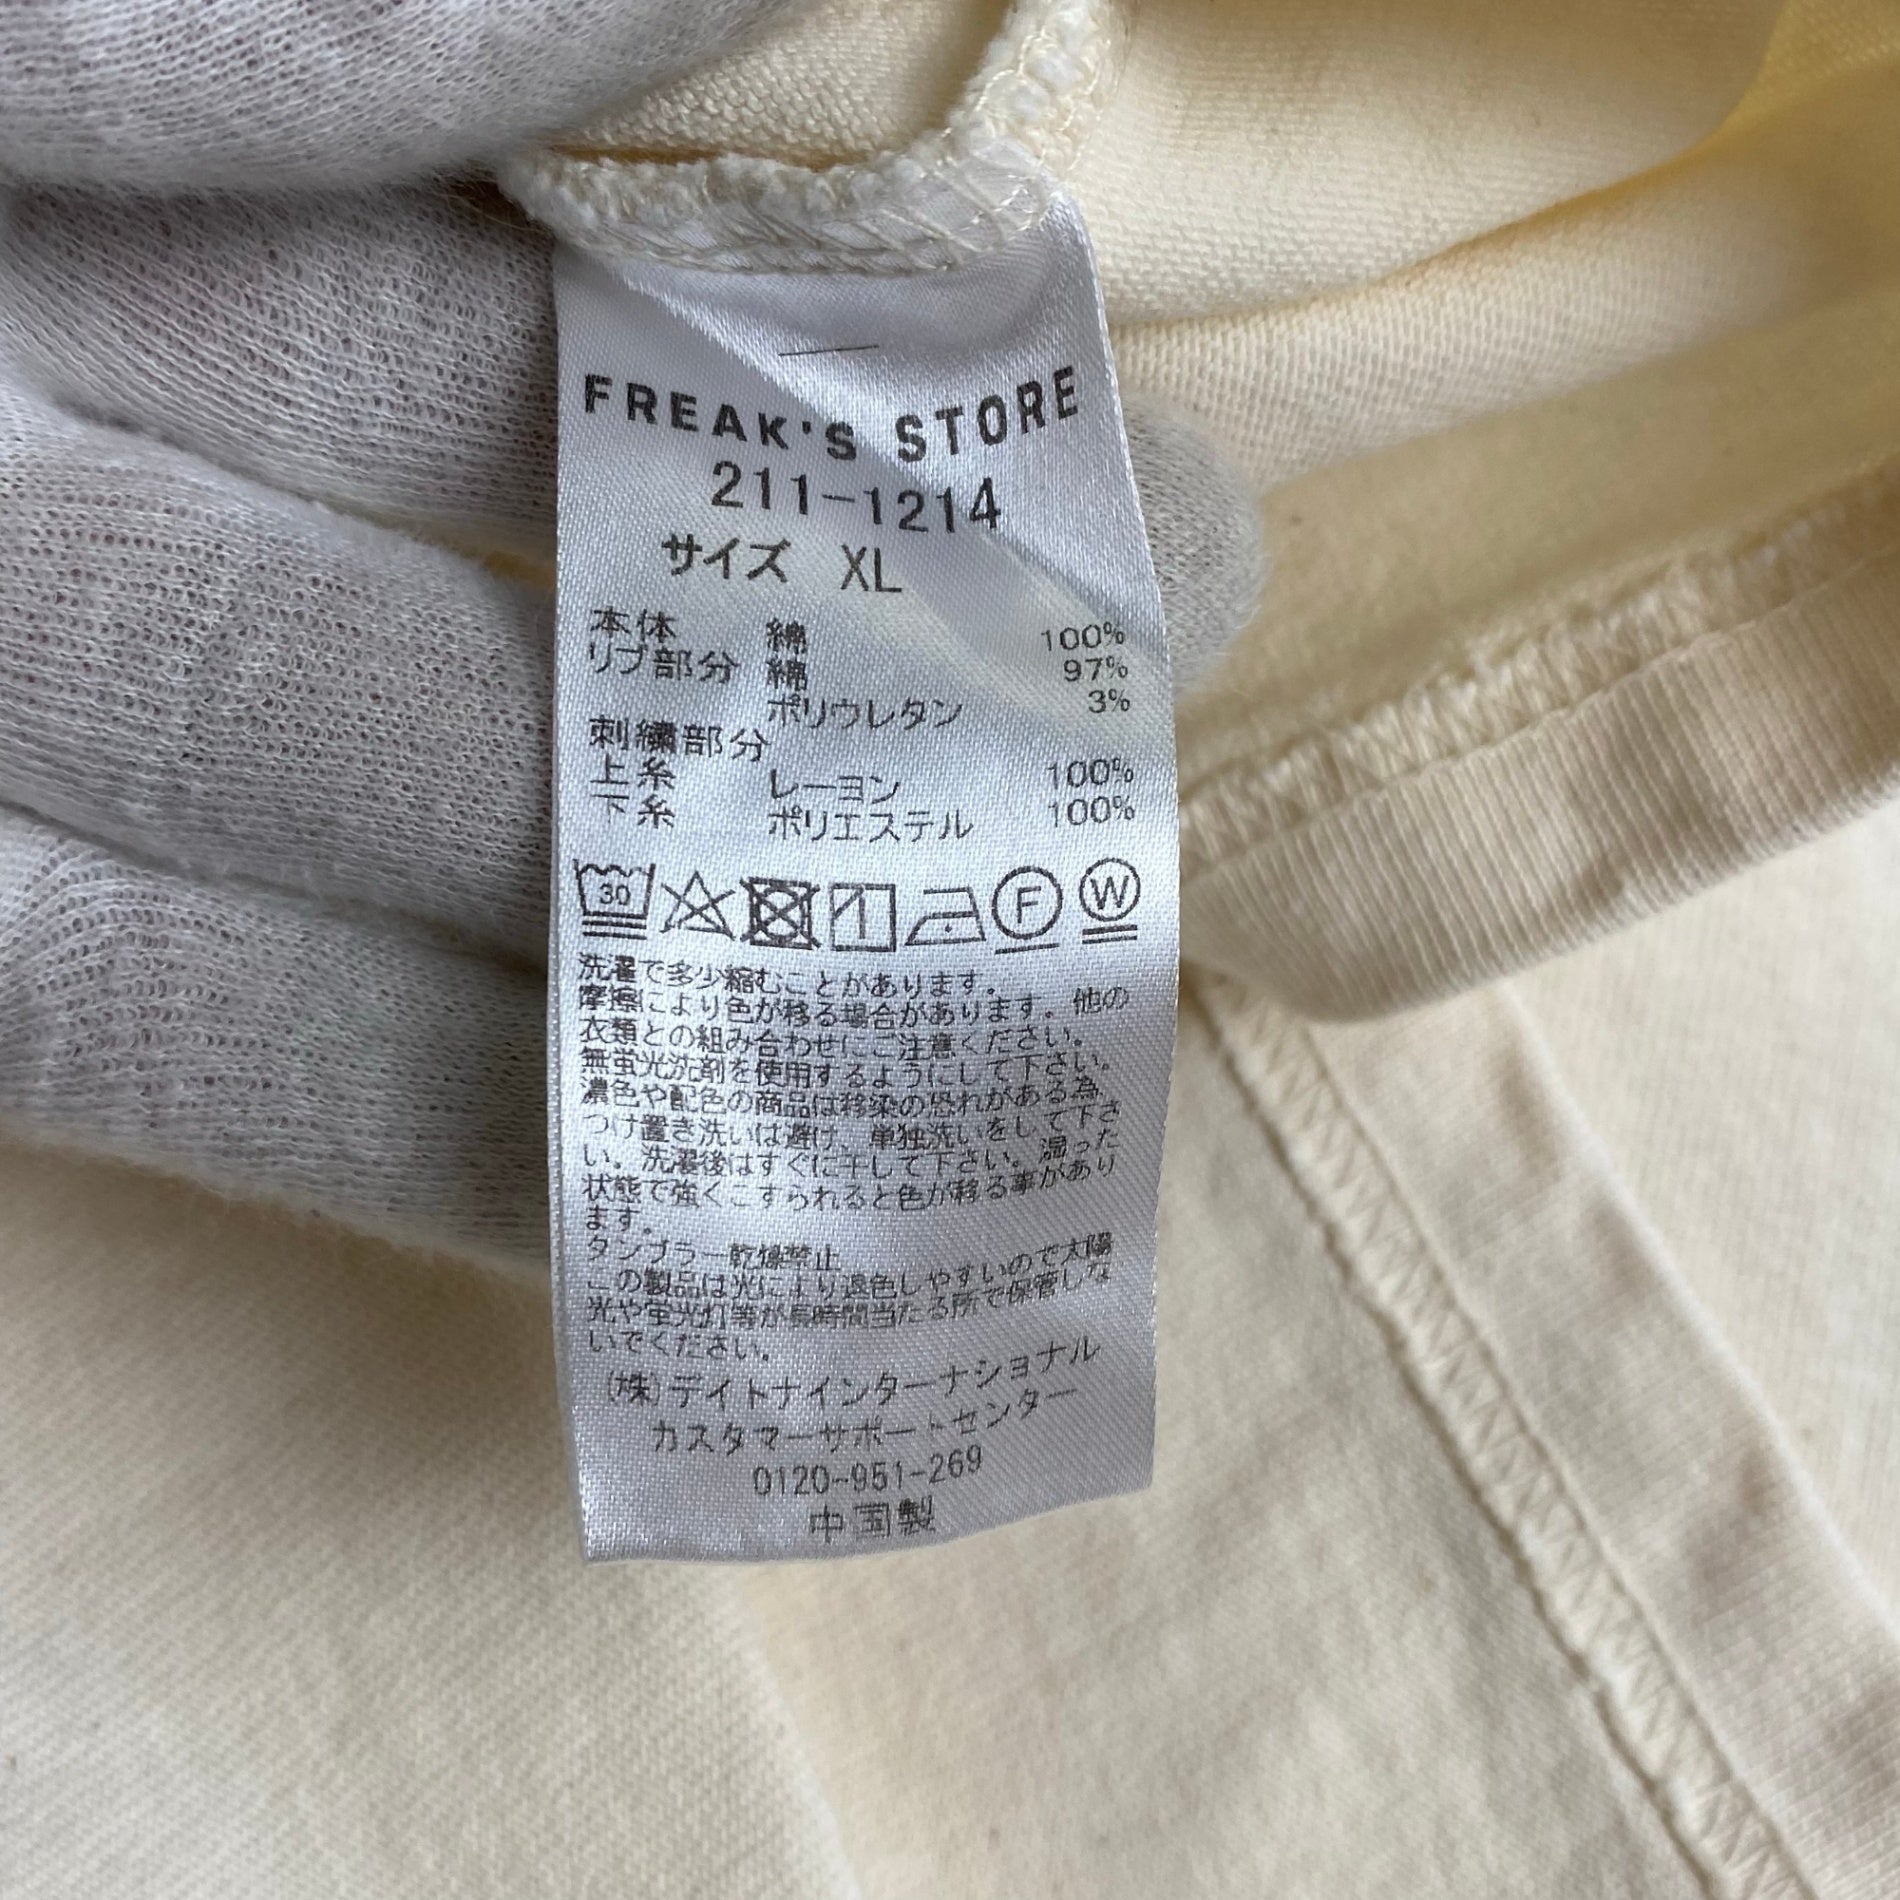 FREAK'S STORE
211-1214
サイズ XL
本体 綿 100%
リブ部分 綿 97%
ポリウレタン 3%
刺繍部分
上糸 レーヨン 100%
下糸 ポリエステル 100%
30 F W
洗濯で多少縮むことがあります。
摩擦により色が移る場合があります。他の
衣類との組み合わせにご注意ください。
無蛍光洗剤を使用するようにして下さい。
濃色や配色の商品は移染の恐れがある為、
つけ置き洗いは避け、単独洗いをして下さ
い。洗濯後はすぐに干して下さい。湿った
状態で強くこすられると色が移る事があり
ます。
タンブラー乾燥禁止
この製品は光により退色しやすいので太陽
光や蛍光灯等が長時間当たる所で保管しな
いでください。
(株)デイトナインターナショナル
カスタマーサポートセンター
0120-951-269
中国製